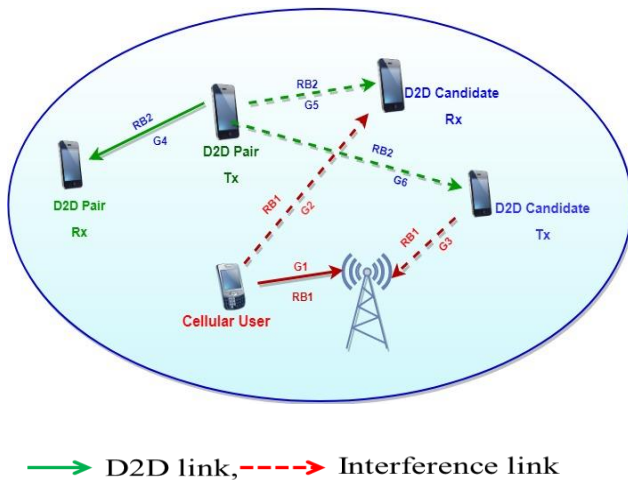 RB2
G5
D2D Candidate
Rx
RB2
G4
D2D Pair
Tx
RB2
G6
D2D Pair
Rx
RB1
G2
D2D Candidate
Tx
RB1
G3
G1
RB1
Cellular User
D2D link, Interference link